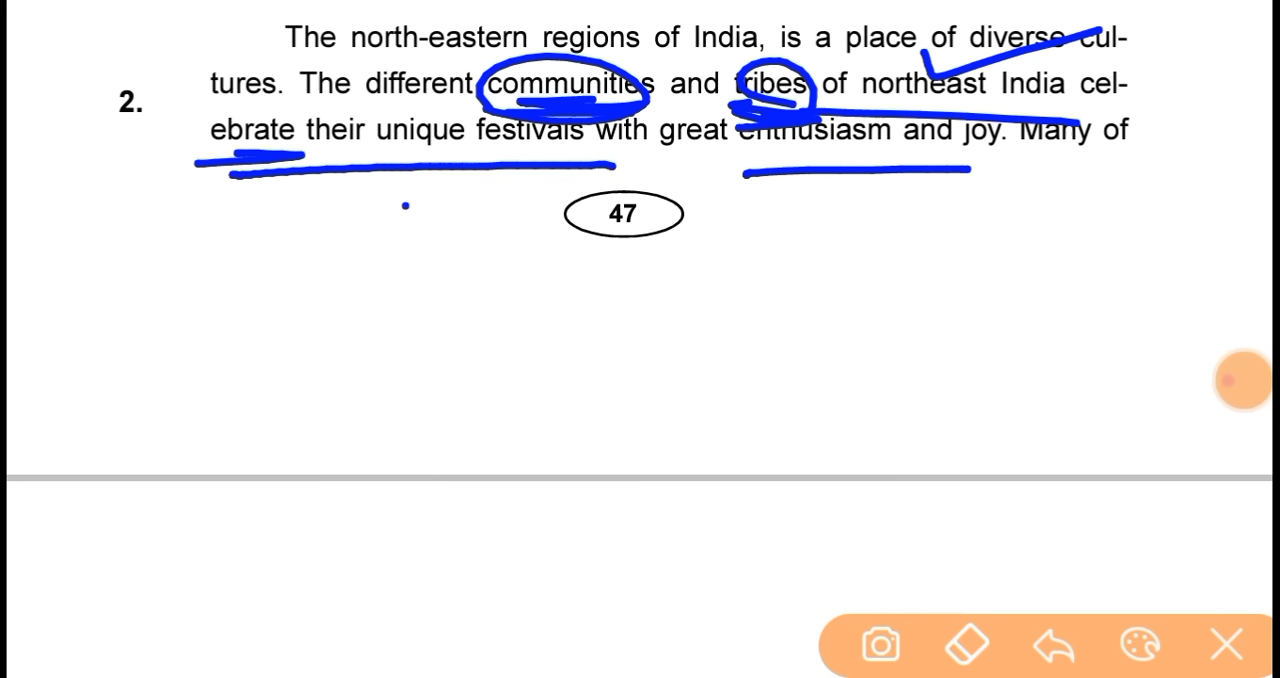 The north-eastern regions of India, is a place of diverse cul-
tures. The different communities and tribes of northeast India cel-
2.
ebrate their unique festivals with great enthusiasm and joy. Many of
47